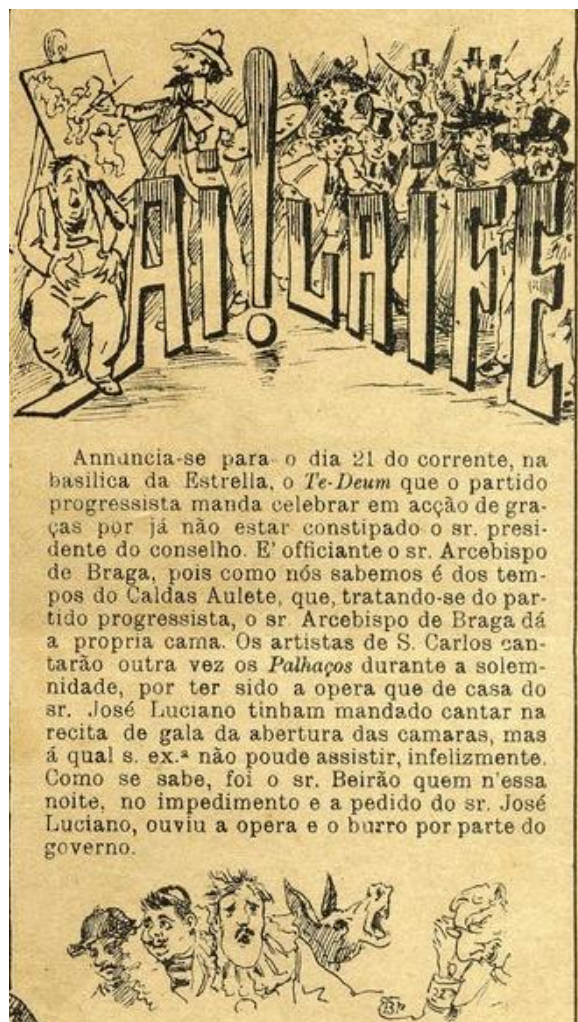 AI! LAIFE
Annuncia-se para o dia 21 do corrente, na
basilica da Estrella, o Te-Deum que o partido
progressista manda celebrar em acção de gra-
ças por já não estar constipado o sr. presi-
dente do conselho. E' officiante o sr. Arcebispo
de Braga, pois como nós sabemos é dos tem-
pos do Caldas Aulete, que, tratando-se do par-
tido progressista, o sr. Arcebispo de Braga dá
a propria cama. Os artistas de S. Carlos can-
tarão outra vez os Palhaços durante a solem-
nidade, por ter sido a opera que de casa do
sr. José Luciano tinham mandado cantar na
recita de gala da abertura das camaras, mas
á qual s. ex.ª não poude assistir, infelizmente.
Como se sabe, foi o sr. Beirão quem n'essa
noite, no impedimento e a pedido do sr. José
Luciano, ouviu a opera e o burro por parte do
governo.